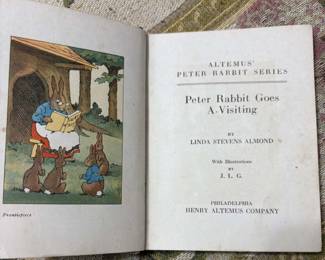 Frontispiece
ALTEMUS'
PETER RABBIT SERIES
Peter Rabbit Goes
A-Visiting
BY
LINDA STEVENS ALMOND
With Illustrations
BY
J. L. G.
PHILADELPHIA
HENRY ALTEMUS COMPANY